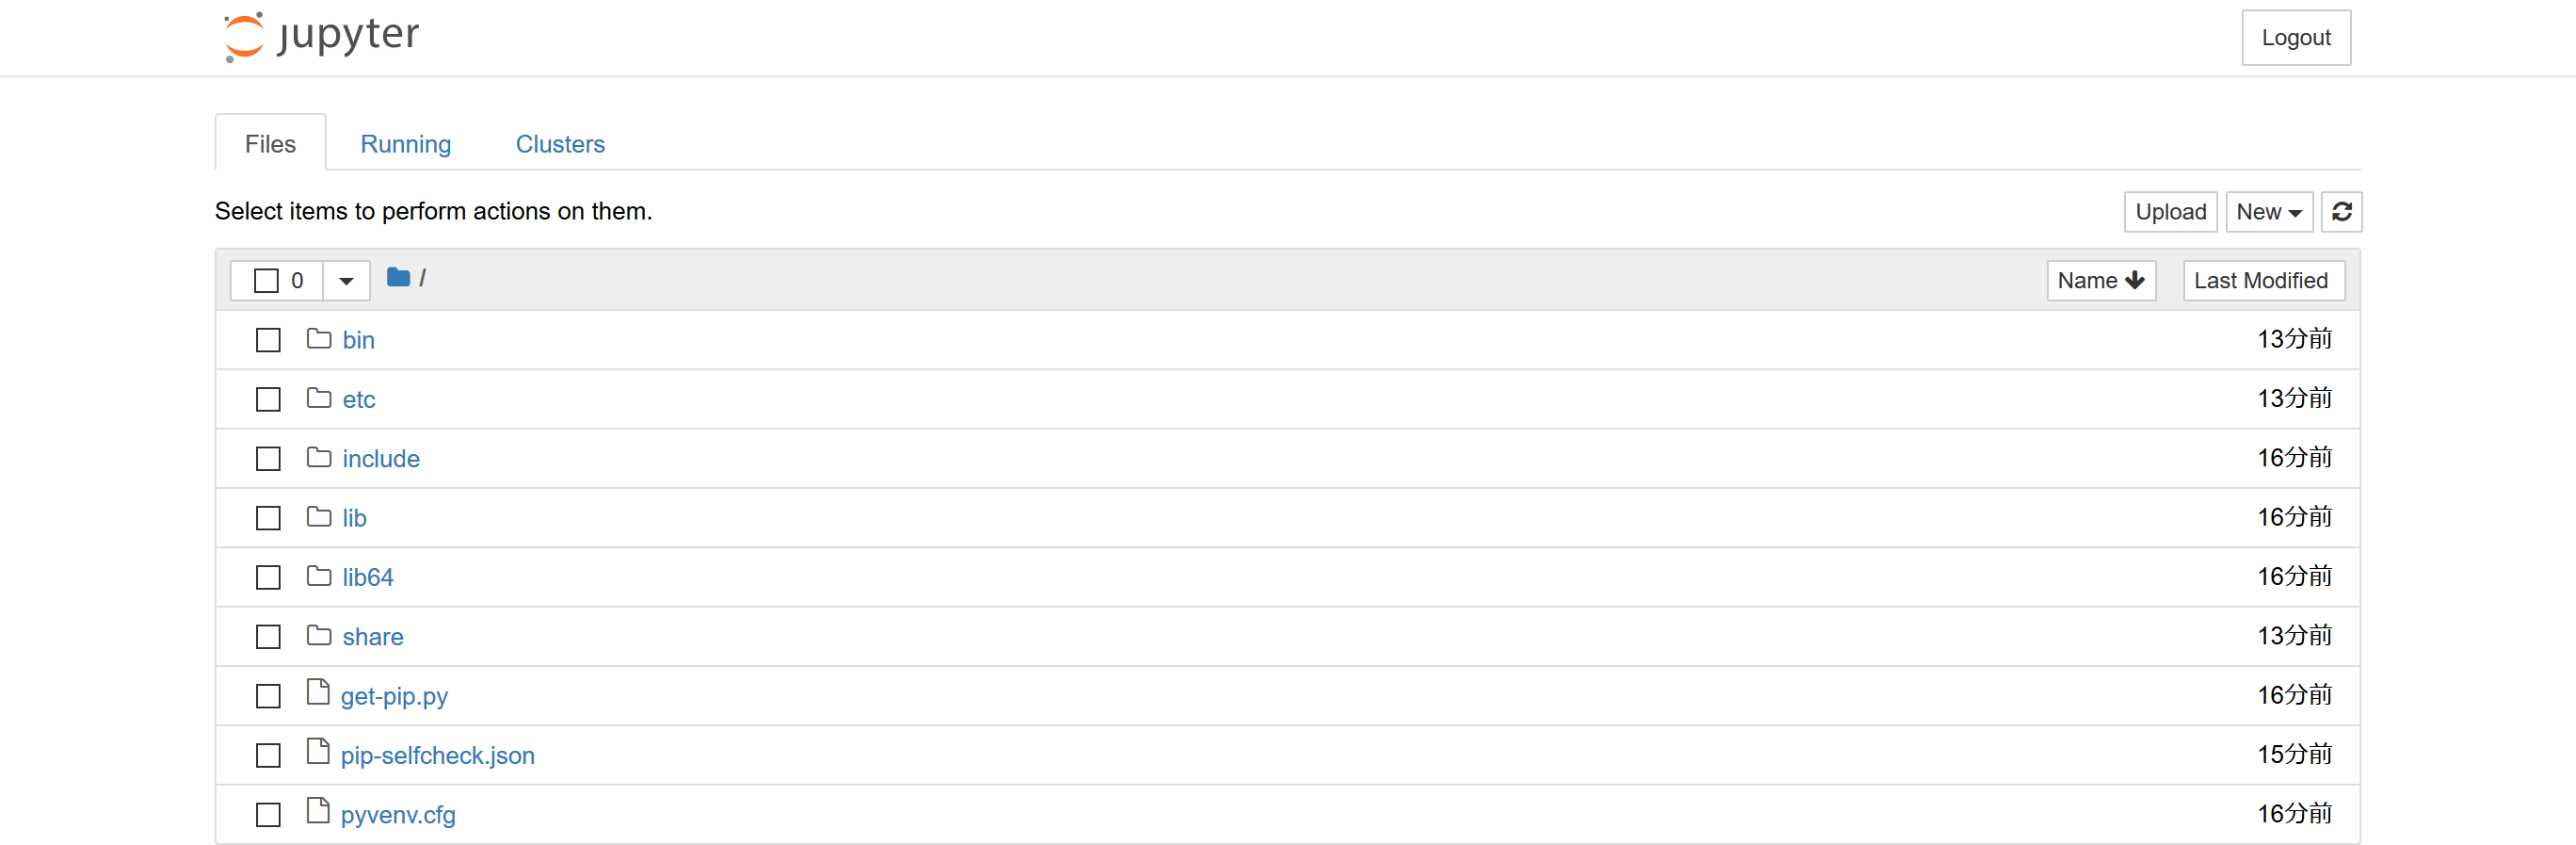 jupyter
Logout
Files Running Clusters
Select items to perform actions on them.
Upload New
0 / Name Last Modified
bin 13分前
etc 13分前
include 16分前
lib 16分前
lib64 16分前
share 13分前
get-pip.py 16分前
pip-selfcheck.json 15分前
pyvenv.cfg 16分前